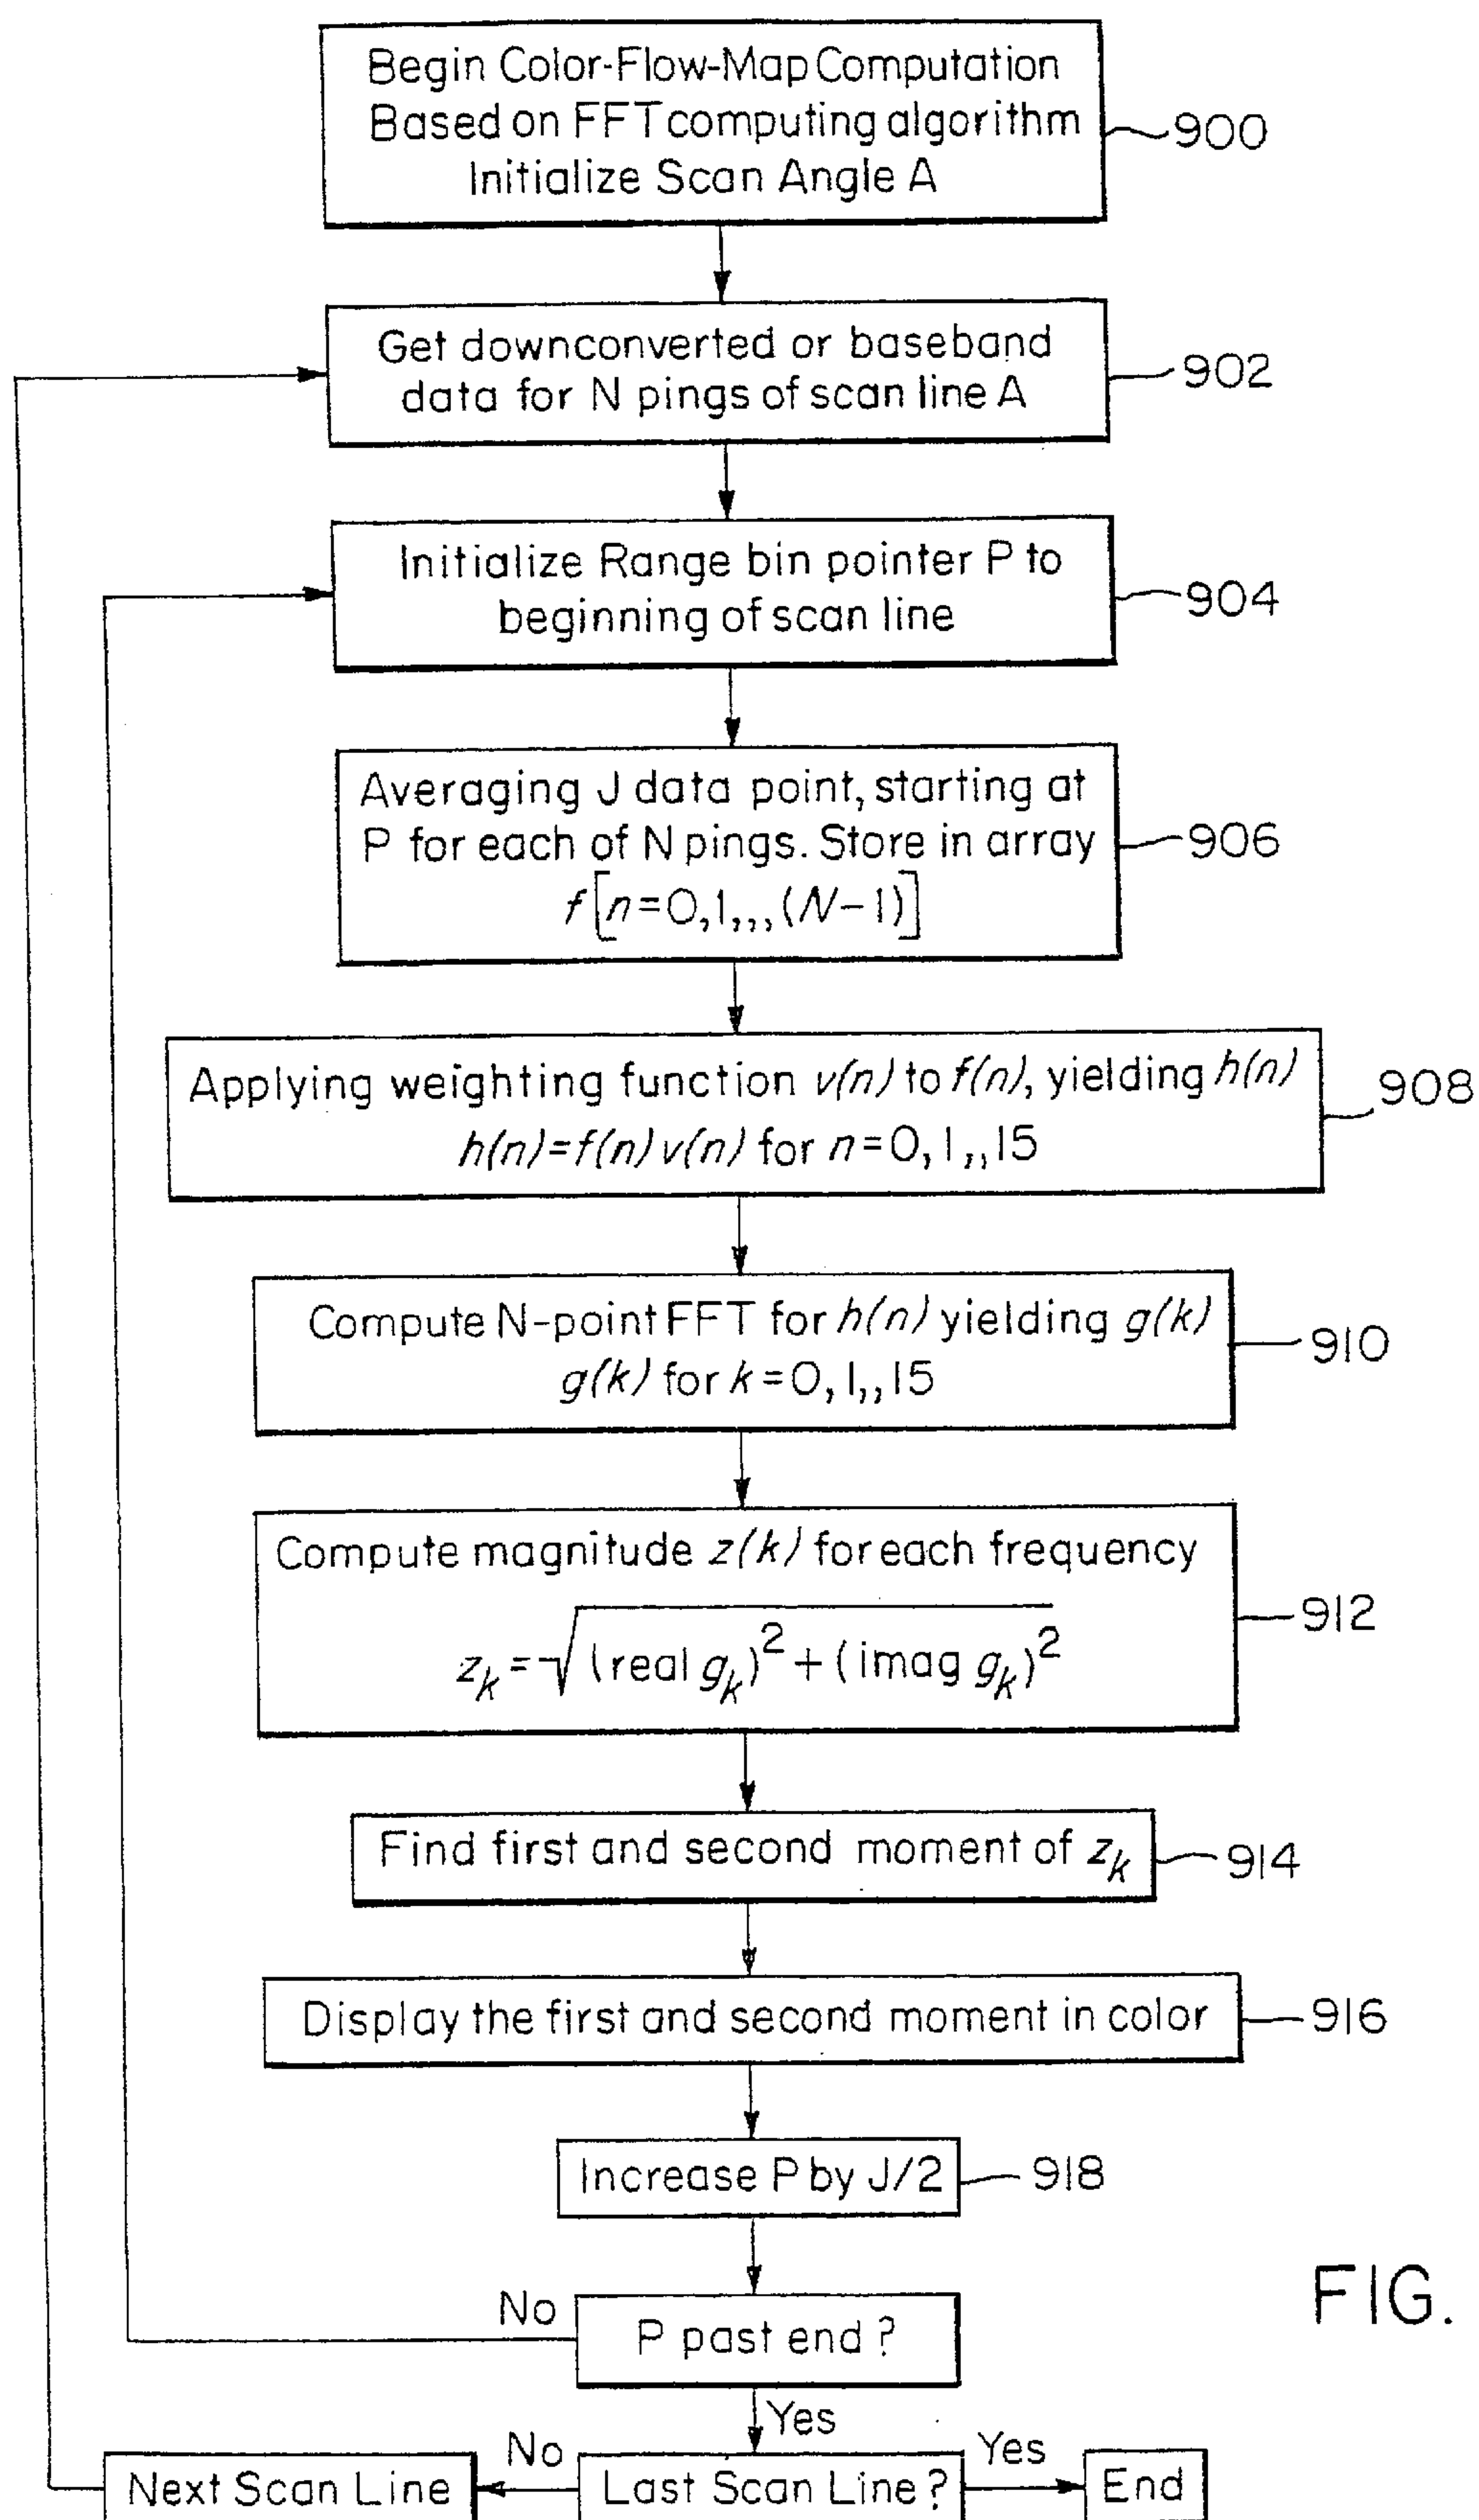 Begin Color-Flow-Map Computation
Based on FFT computing algorithm
Initialize Scan Angle A
900
Get downconverted or baseband
data for N pings of scan line A
902
Initialize Range bin pointer P to
beginning of scan line
904
Averaging J data point, starting at
P for each of N pings. Store in array
f[n=0,1,,,(N-1)]
906
Applying weighting function v(n) to f(n), yielding h(n)
h(n)=f(n)v(n) for n=0,1,,,15
908
Compute N-point FFT for h(n) yielding g(k)
g(k) for k=0,1,,,15
910
Compute magnitude z(k) for each frequency
z_k=√(real g_k)²+(imag g_k)²
912
Find first and second moment of z_k
914
Display the first and second moment in color
916
Increase P by J/2
918
No
P past end ?
FIG.
Yes
No
Yes
Next Scan Line
Last Scan Line ?
End